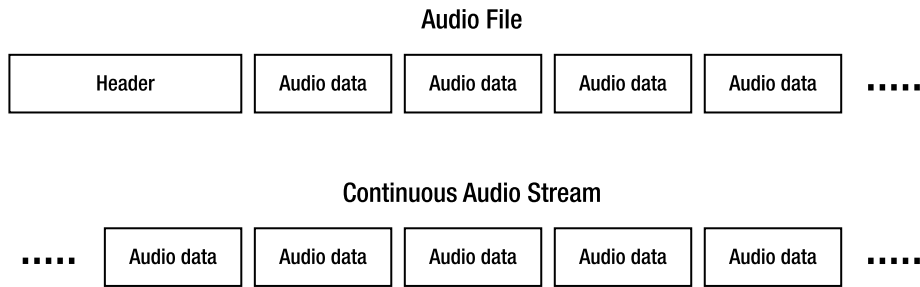 Audio File
Header Audio data Audio data Audio data Audio data .....
Continuous Audio Stream
..... Audio data Audio data Audio data Audio data Audio data .....